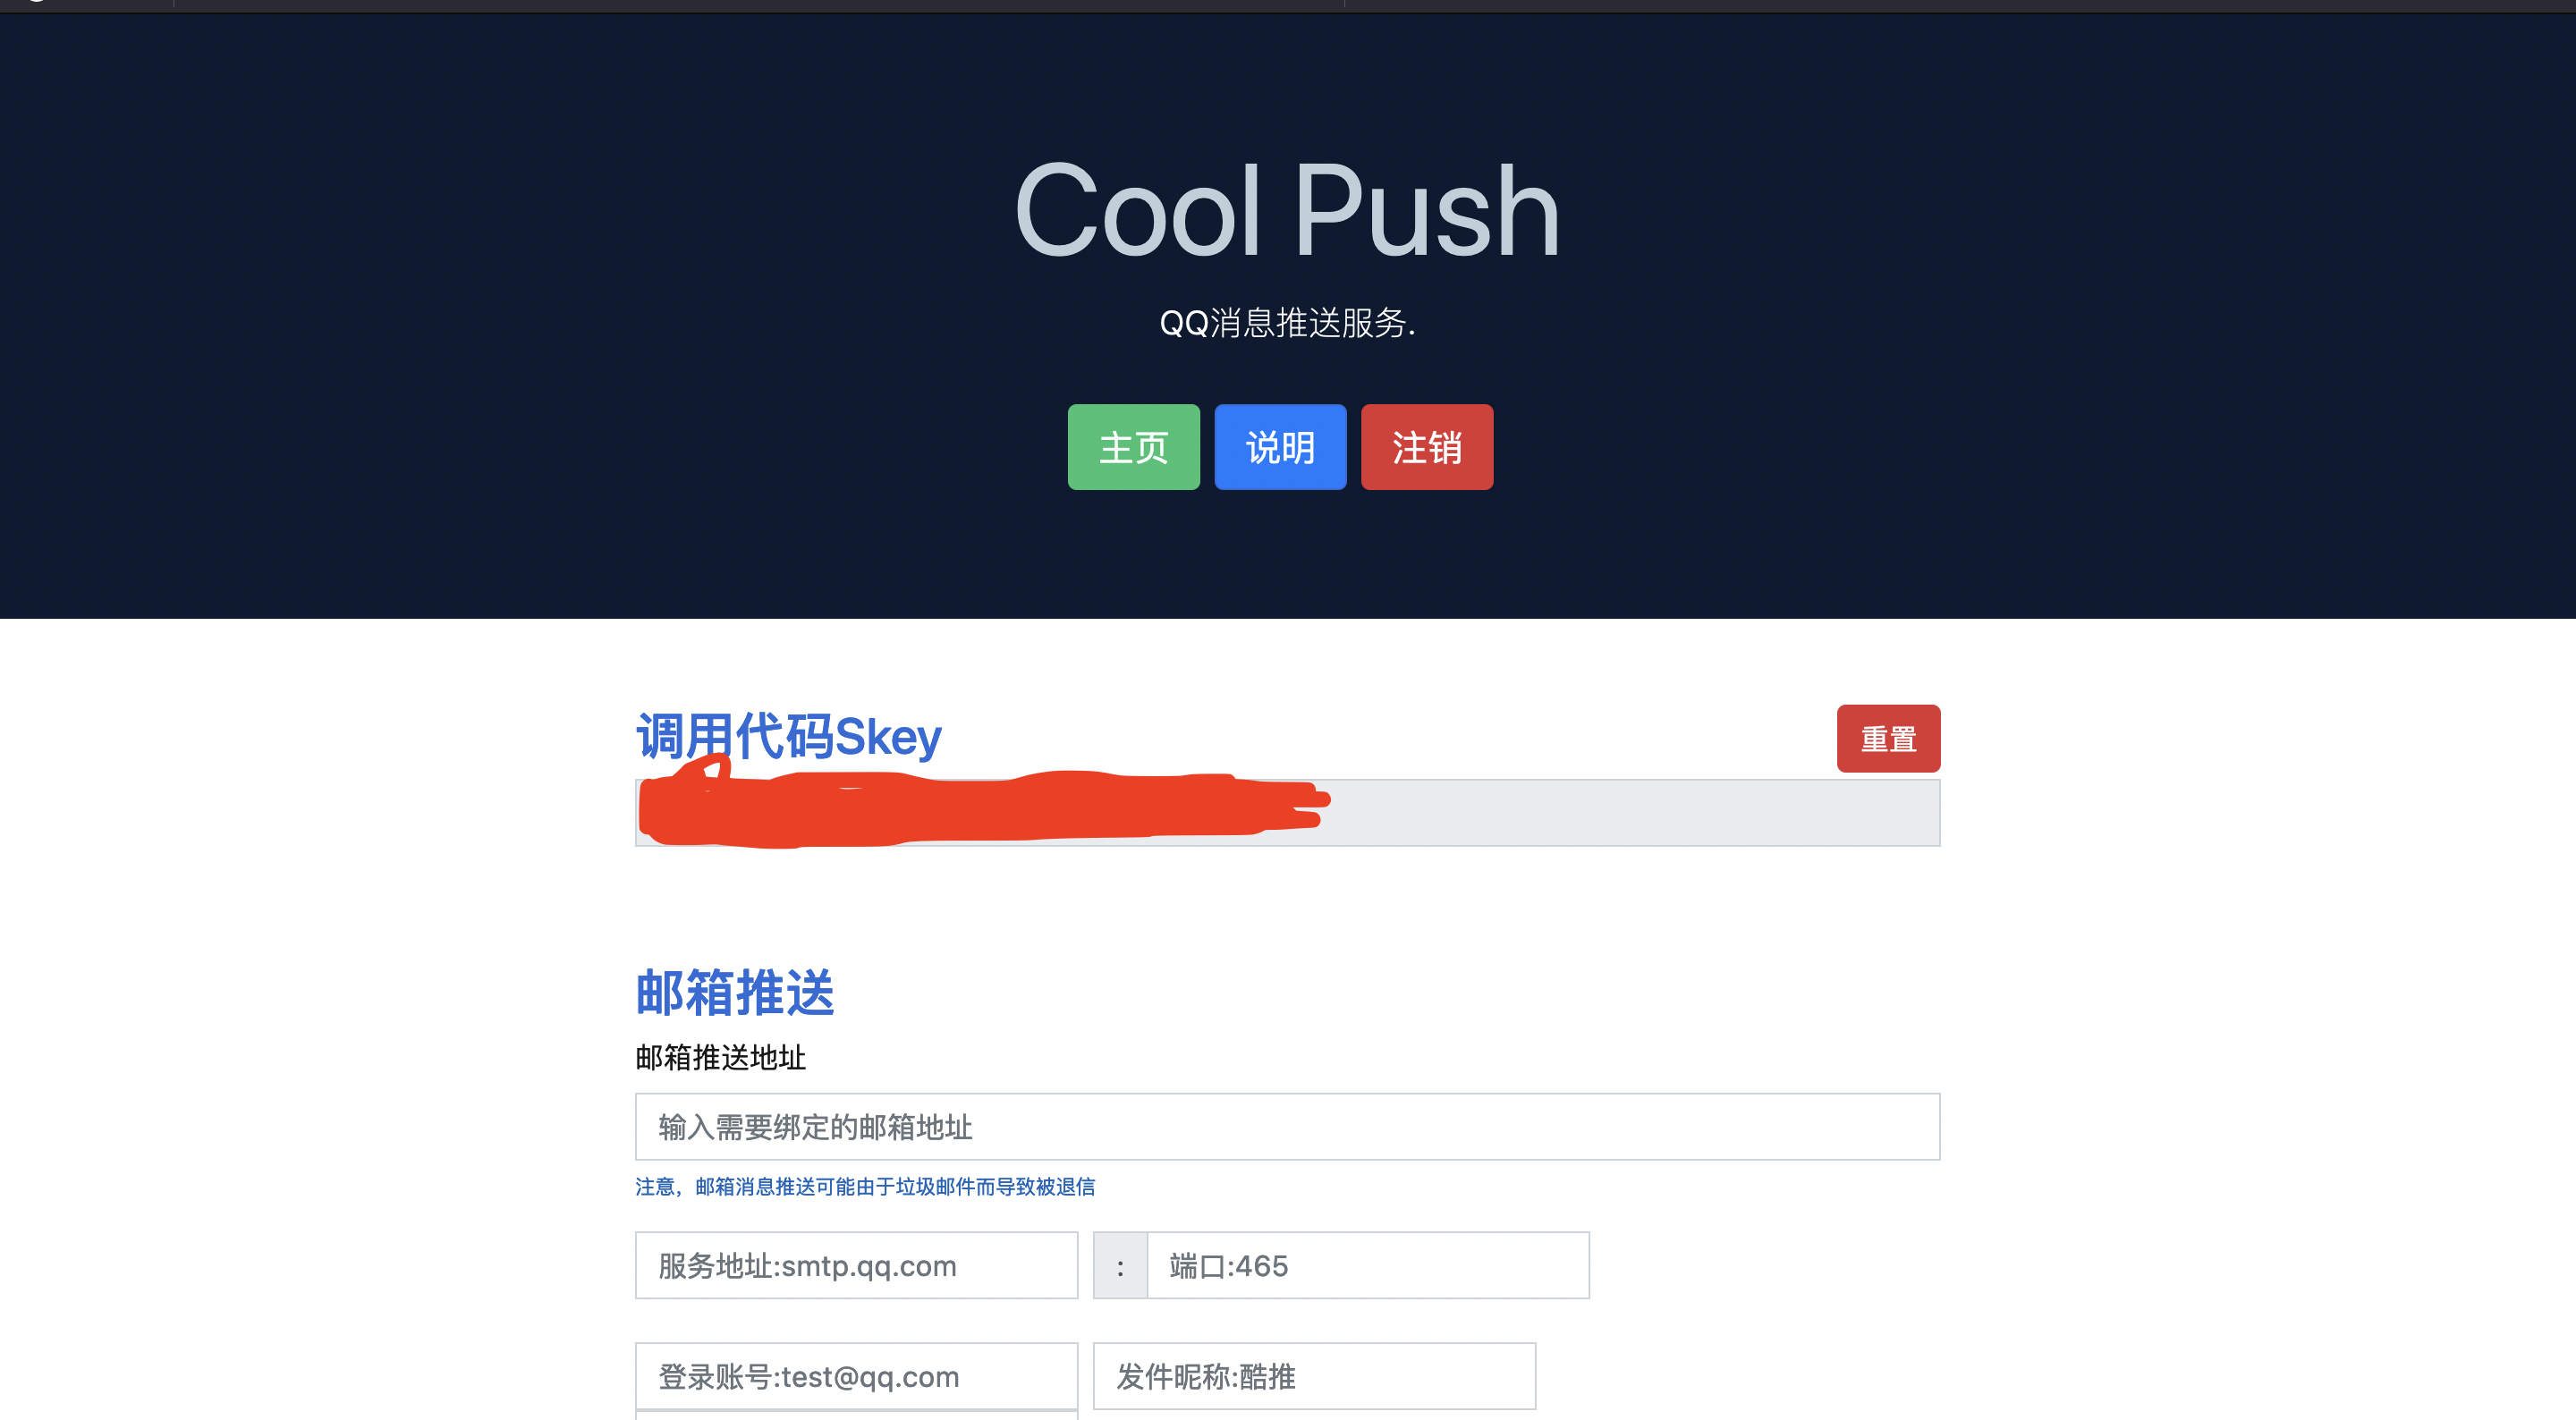 Cool Push
QQ消息推送服务.
主页 说明 注销
调用代码Skey 重置
邮箱推送
邮箱推送地址
输入需要绑定的邮箱地址
注意，邮箱消息推送可能由于垃圾邮件而导致被退信
服务地址:smtp.qq.com : 端口:465
登录账号:test@qq.com 发件昵称:酷推